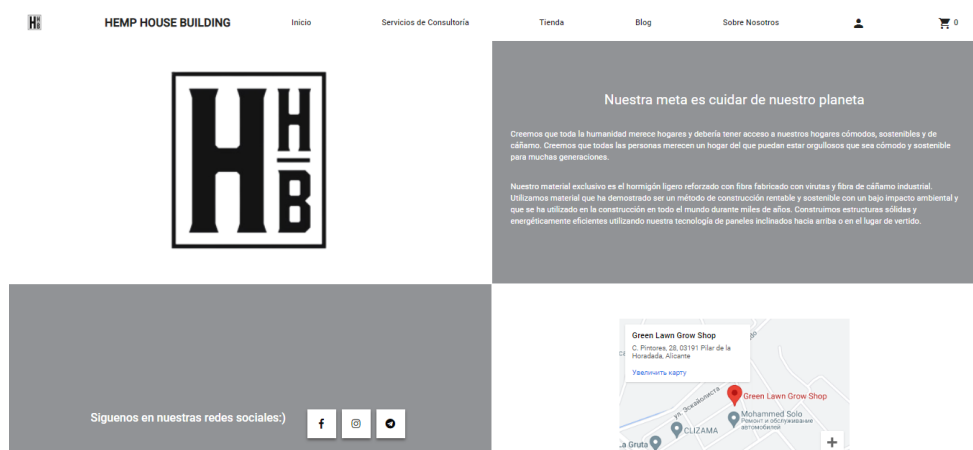 HHB
HEMP HOUSE BUILDING
Inicio
Servicios de Consultoría
Tienda
Blog
Sobre Nosotros
0
H H
B
Nuestra meta es cuidar de nuestro planeta
Creemos que toda la humanidad merece hogares y debería tener acceso a nuestros hogares cómodos, sostenibles y de
cáñamo. Creemos que todas las personas merecen un hogar del que puedan estar orgullosos que sea cómodo y sostenible
para muchas generaciones.
Nuestro material exclusivo es el hormigón ligero reforzado con fibra fabricado con virutas y fibra de cáñamo industrial.
Utilizamos material que ha demostrado ser un método de construcción rentable y sostenible con un bajo impacto ambiental y
que se ha utilizado en la construcción en todo el mundo durante miles de años. Construimos estructuras sólidas y
energéticamente eficientes utilizando nuestra tecnología de paneles inclinados hacia arriba o en el lugar de vertido.
Siguenos en nuestras redes sociales:)
Green Lawn Grow Shop
C. Pintores, 28, 03191 Pilar de la
Horadada, Alicante
Увеличить карту
ул. Эскайолиста
Green Lawn Grow Shop
Mohammed Solo
Ремонт и обслуживание
автомобилей
CLIZAMA
La Gruta
+